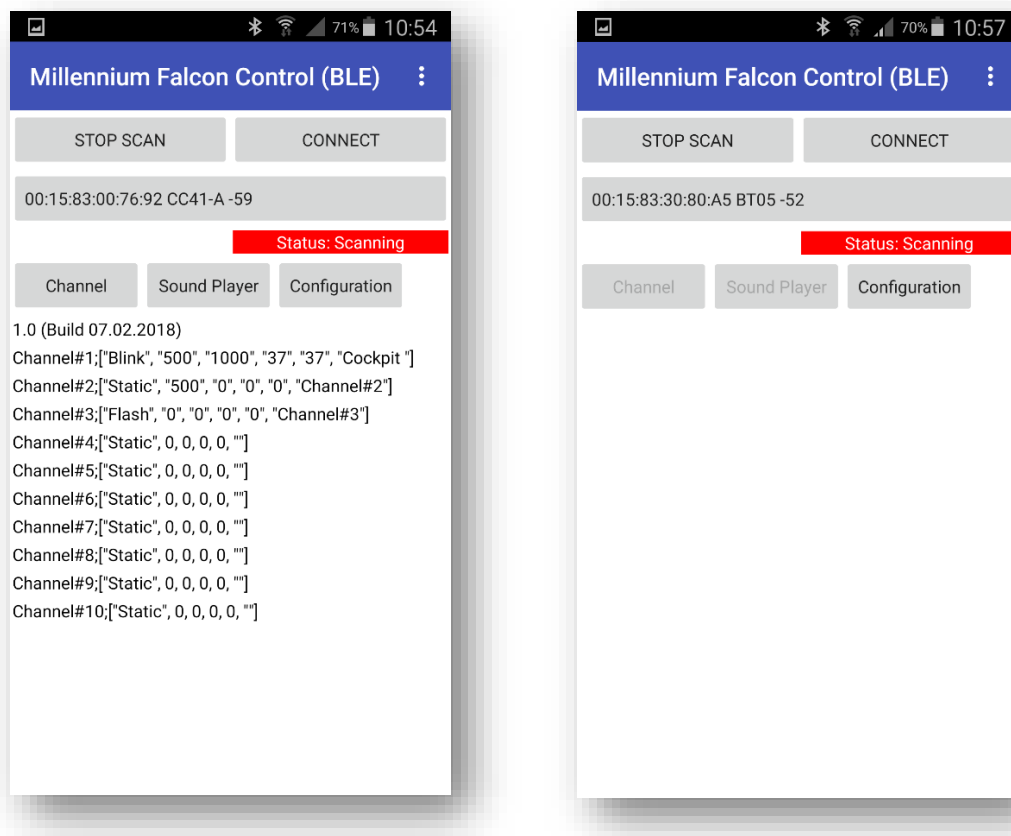 71% 10:54
Millennium Falcon Control (BLE)
STOP SCAN CONNECT
00:15:83:00:76:92 CC41-A -59
Status: Scanning
Channel Sound Player Configuration
1.0 (Build 07.02.2018)
Channel#1;["Blink", "500", "1000", "37", "37", "Cockpit "]
Channel#2;["Static", "500", "0", "0", "0", "Channel#2"]
Channel#3;["Flash", "0", "0", "0", "0", "Channel#3"]
Channel#4;["Static", 0, 0, 0, 0, ""]
Channel#5;["Static", 0, 0, 0, 0, ""]
Channel#6;["Static", 0, 0, 0, 0, ""]
Channel#7;["Static", 0, 0, 0, 0, ""]
Channel#8;["Static", 0, 0, 0, 0, ""]
Channel#9;["Static", 0, 0, 0, 0, ""]
Channel#10;["Static", 0, 0, 0, 0, ""]
70% 10:57
Millennium Falcon Control (BLE)
STOP SCAN CONNECT
00:15:83:30:80:A5 BT05 -52
Status: Scanning
Channel Sound Player Configuration